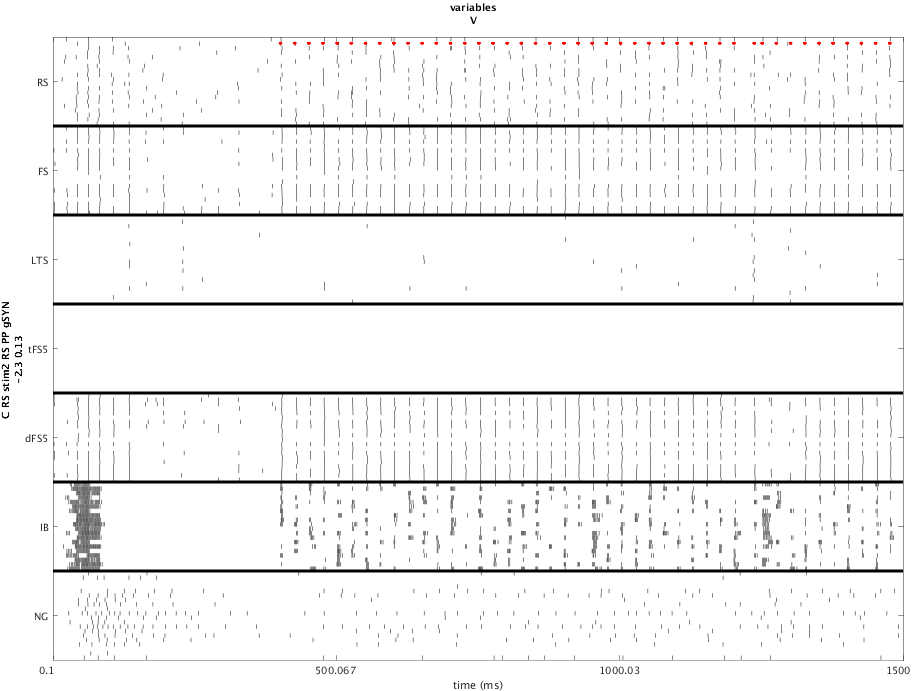 variables
V
RS
FS
LTS
tFS5
dFS5
IB
NG
C RS stim2 RS PP gSYN
-2.3 0.13
0.1
500.067
1000.03
1500
time (ms)